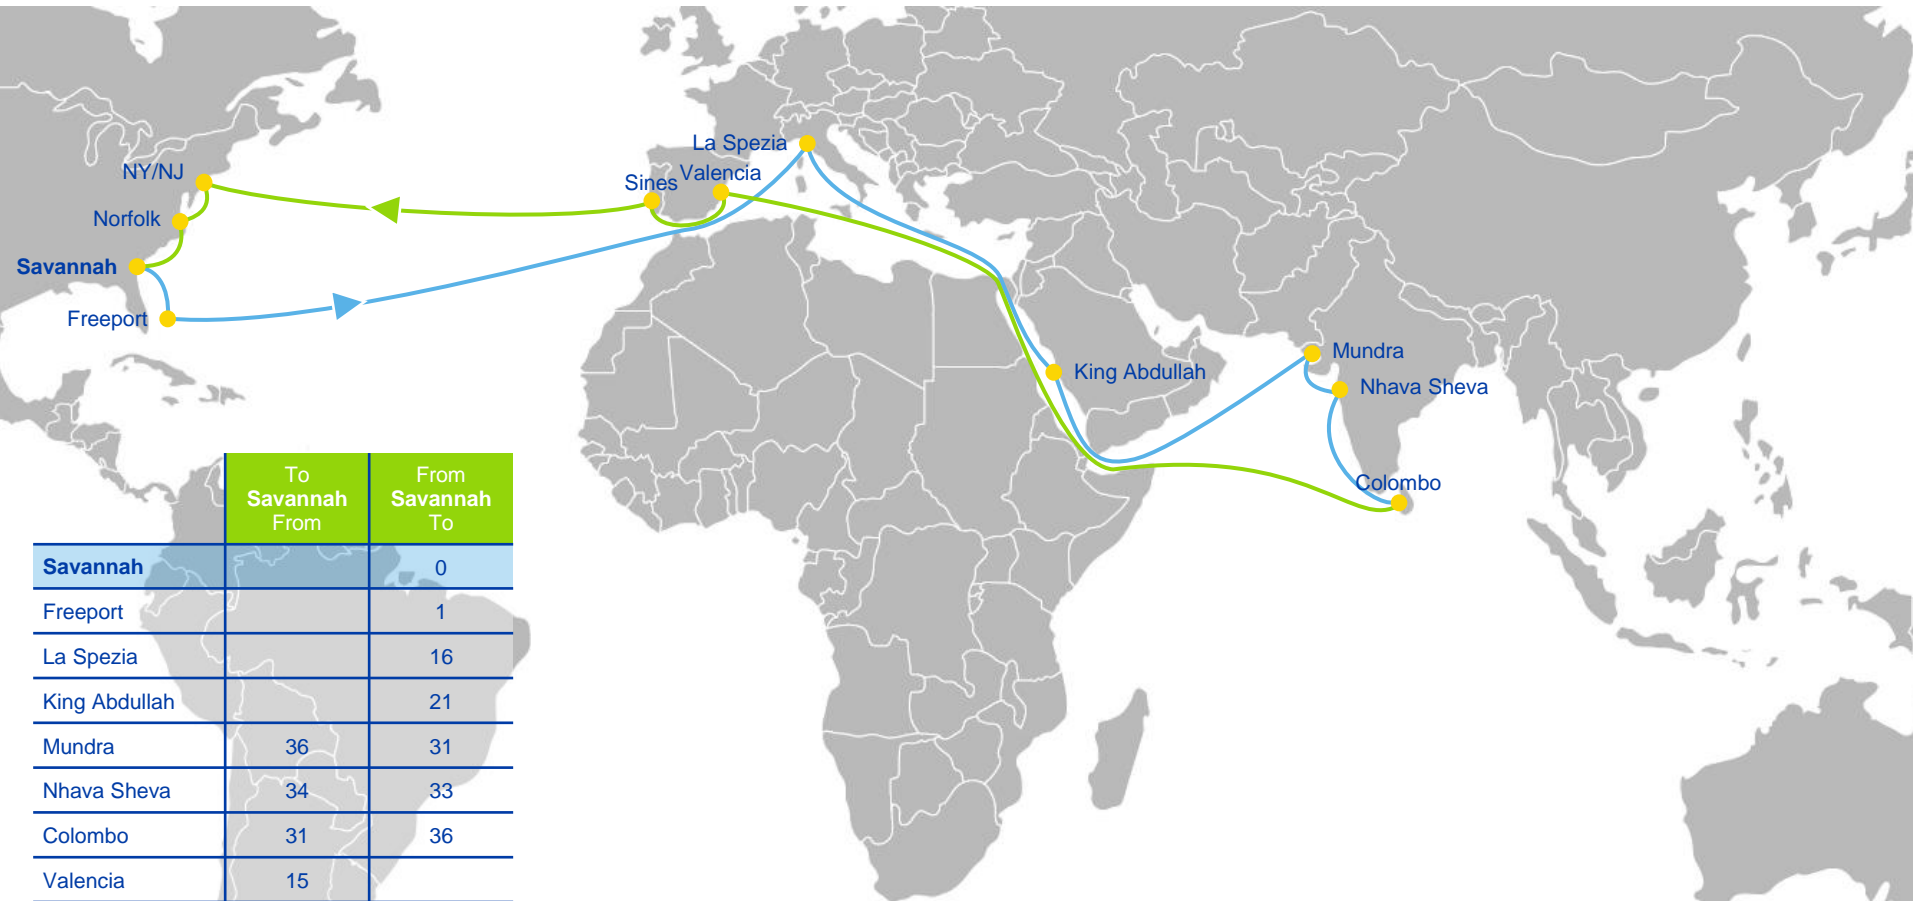 La Spezia
NY/NJ
Sines
Valencia
Norfolk
Savannah
Freeport
King Abdullah
Mundra
Nhava Sheva
Colombo
To
Savannah
From
From
Savannah
To
Savannah 0
Freeport 1
La Spezia 16
King Abdullah 21
Mundra 36 31
Nhava Sheva 34 33
Colombo 31 36
Valencia 15